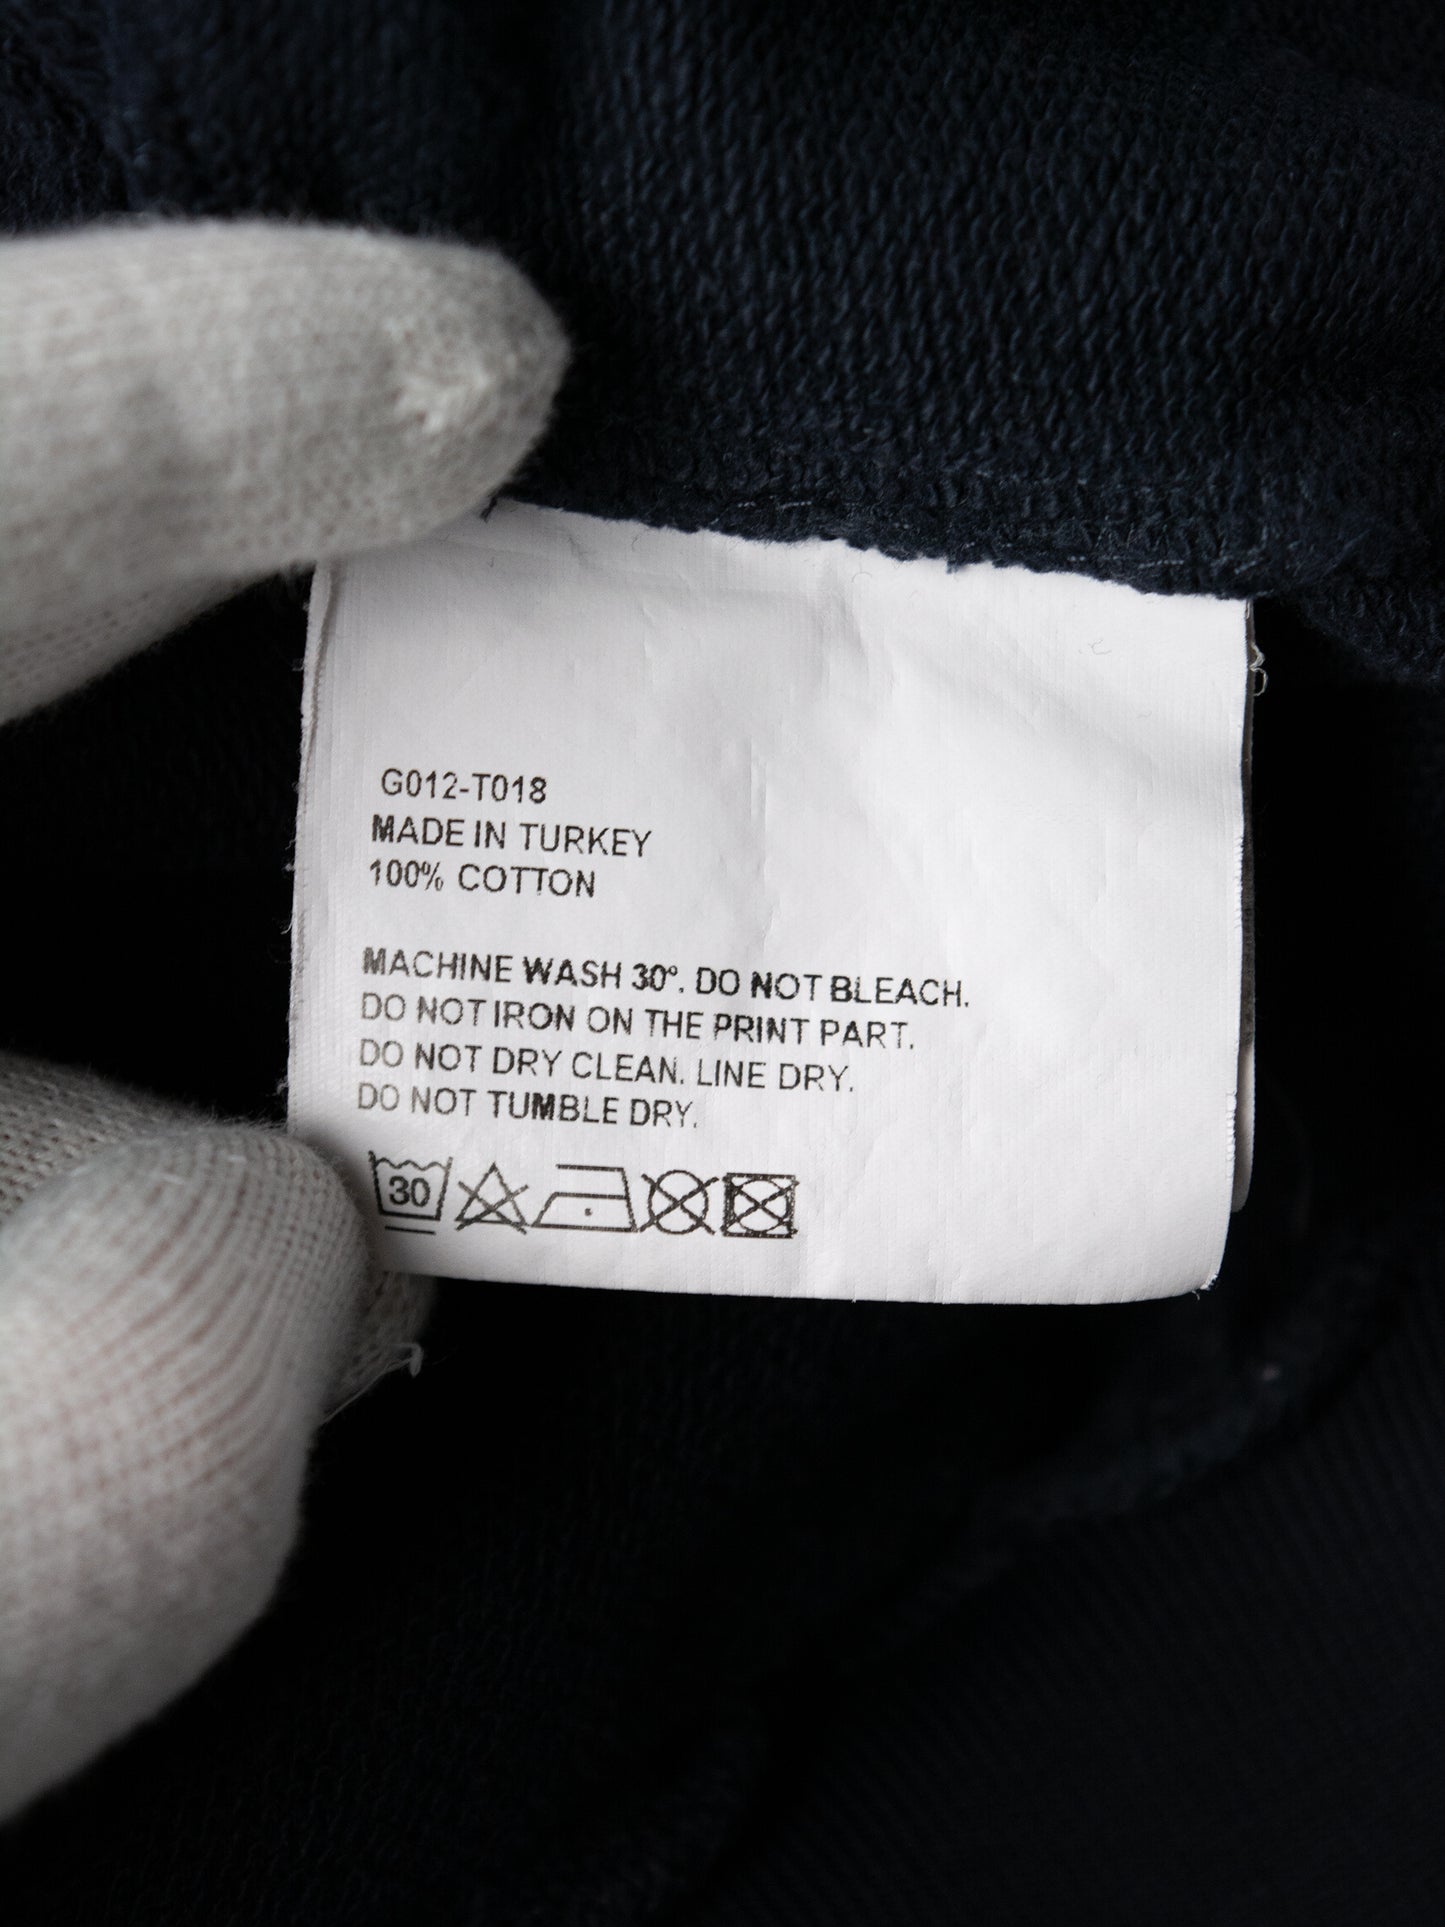 G012-T018
MADE IN TURKEY
100% COTTON
MACHINE WASH 30°. DO NOT BLEACH.
DO NOT IRON ON THE PRINT PART.
DO NOT DRY CLEAN. LINE DRY.
DO NOT TUMBLE DRY.
30